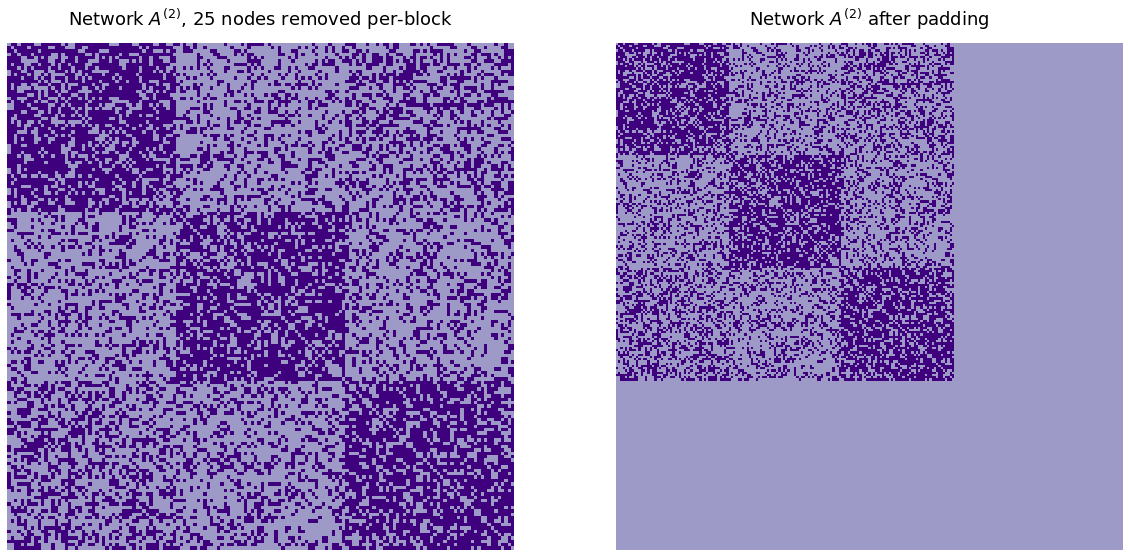 Network A^(2), 25 nodes removed per-block
Network A^(2) after padding